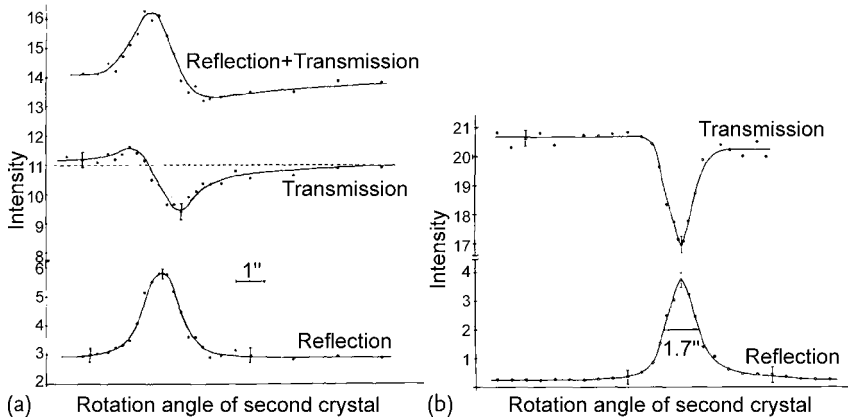 16
15
14
13
12
11
10
9
8
6
5
4
3
2
Intensity
Reflection+Transmission
Transmission
1"
Reflection
(a)
Rotation angle of second crystal
21
20
19
18
17
4
3
2
1
0
Intensity
Transmission
1.7"
Reflection
(b)
Rotation angle of second crystal